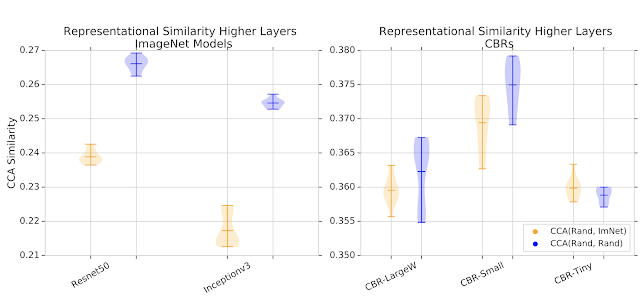 Representational Similarity Higher Layers
ImageNet Models
CCA Similarity
0.27
0.26
0.25
0.24
0.23
0.22
0.21
Resnet50
Inceptionv3
Representational Similarity Higher Layers
CBRs
0.380
0.375
0.370
0.365
0.360
0.355
0.350
CBR-LargeW
CBR-Small
CBR-Tiny
CCA(Rand, ImNet)
CCA(Rand, Rand)